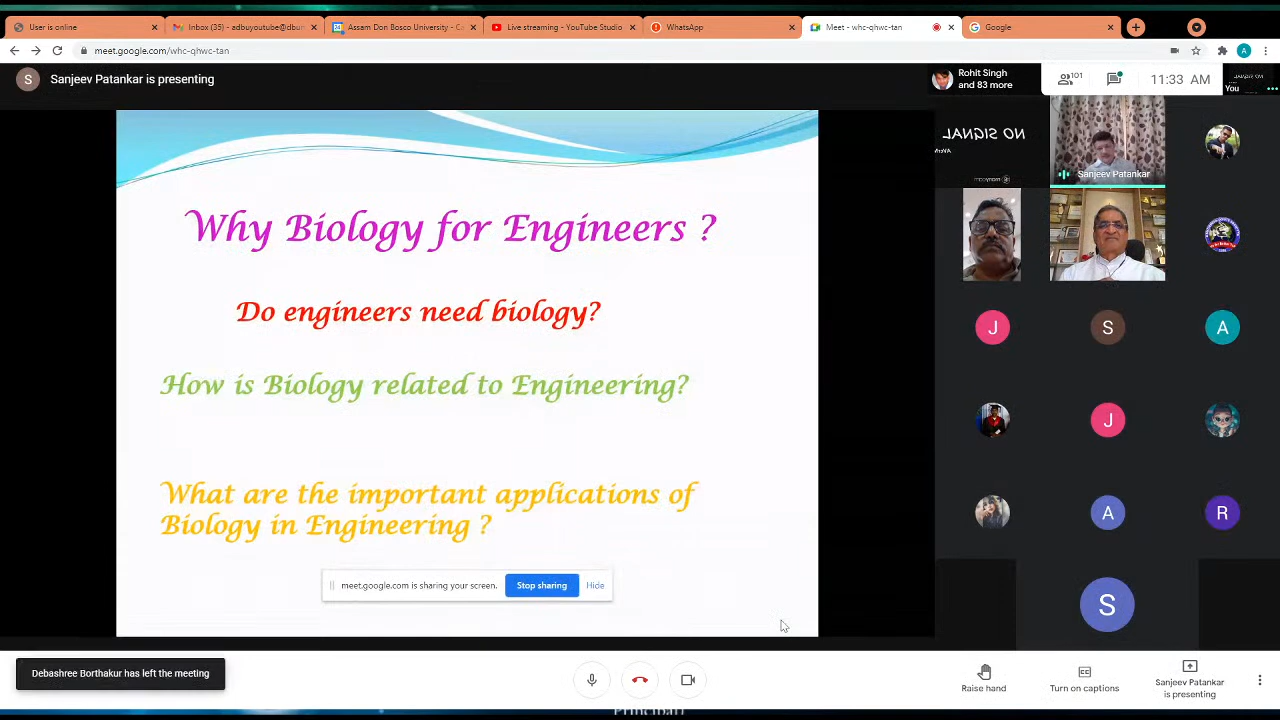 User is online
Inbox (35) - adbuyoutube@dbun
Assam Don Bosco University - Ca
Live streaming - YouTube Studio
WhatsApp
Meet - whc-qhwc-tan
Google
meet.google.com/whc-qhwc-tan
A
S
Sanjeev Patankar is presenting
Rohit Singh
and 83 more
101
11:33 AM
You
NO SIGNAL
Sanjeev Patankar
Why Biology for Engineers ?
Do engineers need biology?
How is Biology related to Engineering?
What are the important applications of
Biology in Engineering ?
J
S
A
J
A
R
S
meet.google.com is sharing your screen.
Stop sharing
Hide
Debashree Borthakur has left the meeting
Raise hand
Turn on captions
Sanjeev Patankar
is presenting